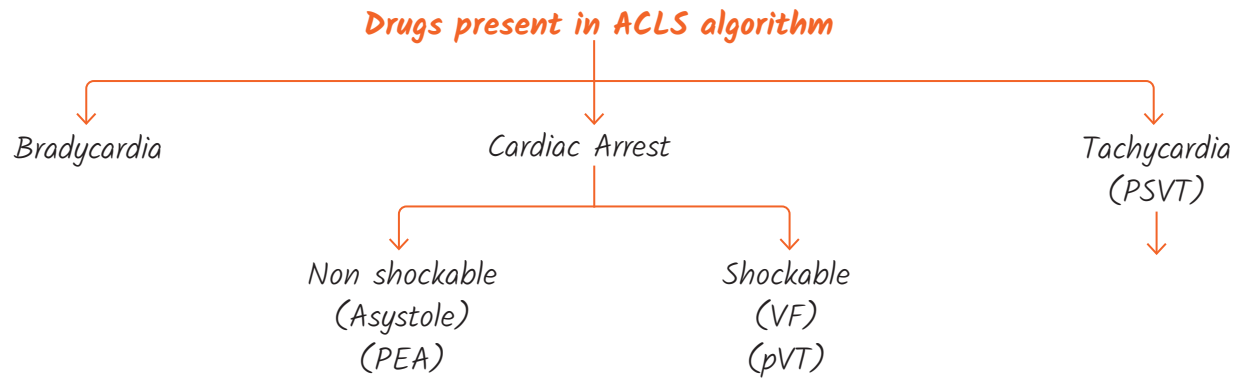 Drugs present in ACLS algorithm
Bradycardia
Cardiac Arrest
Tachycardia
(PSVT)
Non shockable
(Asystole)
(PEA)
Shockable
(VF)
(pVT)